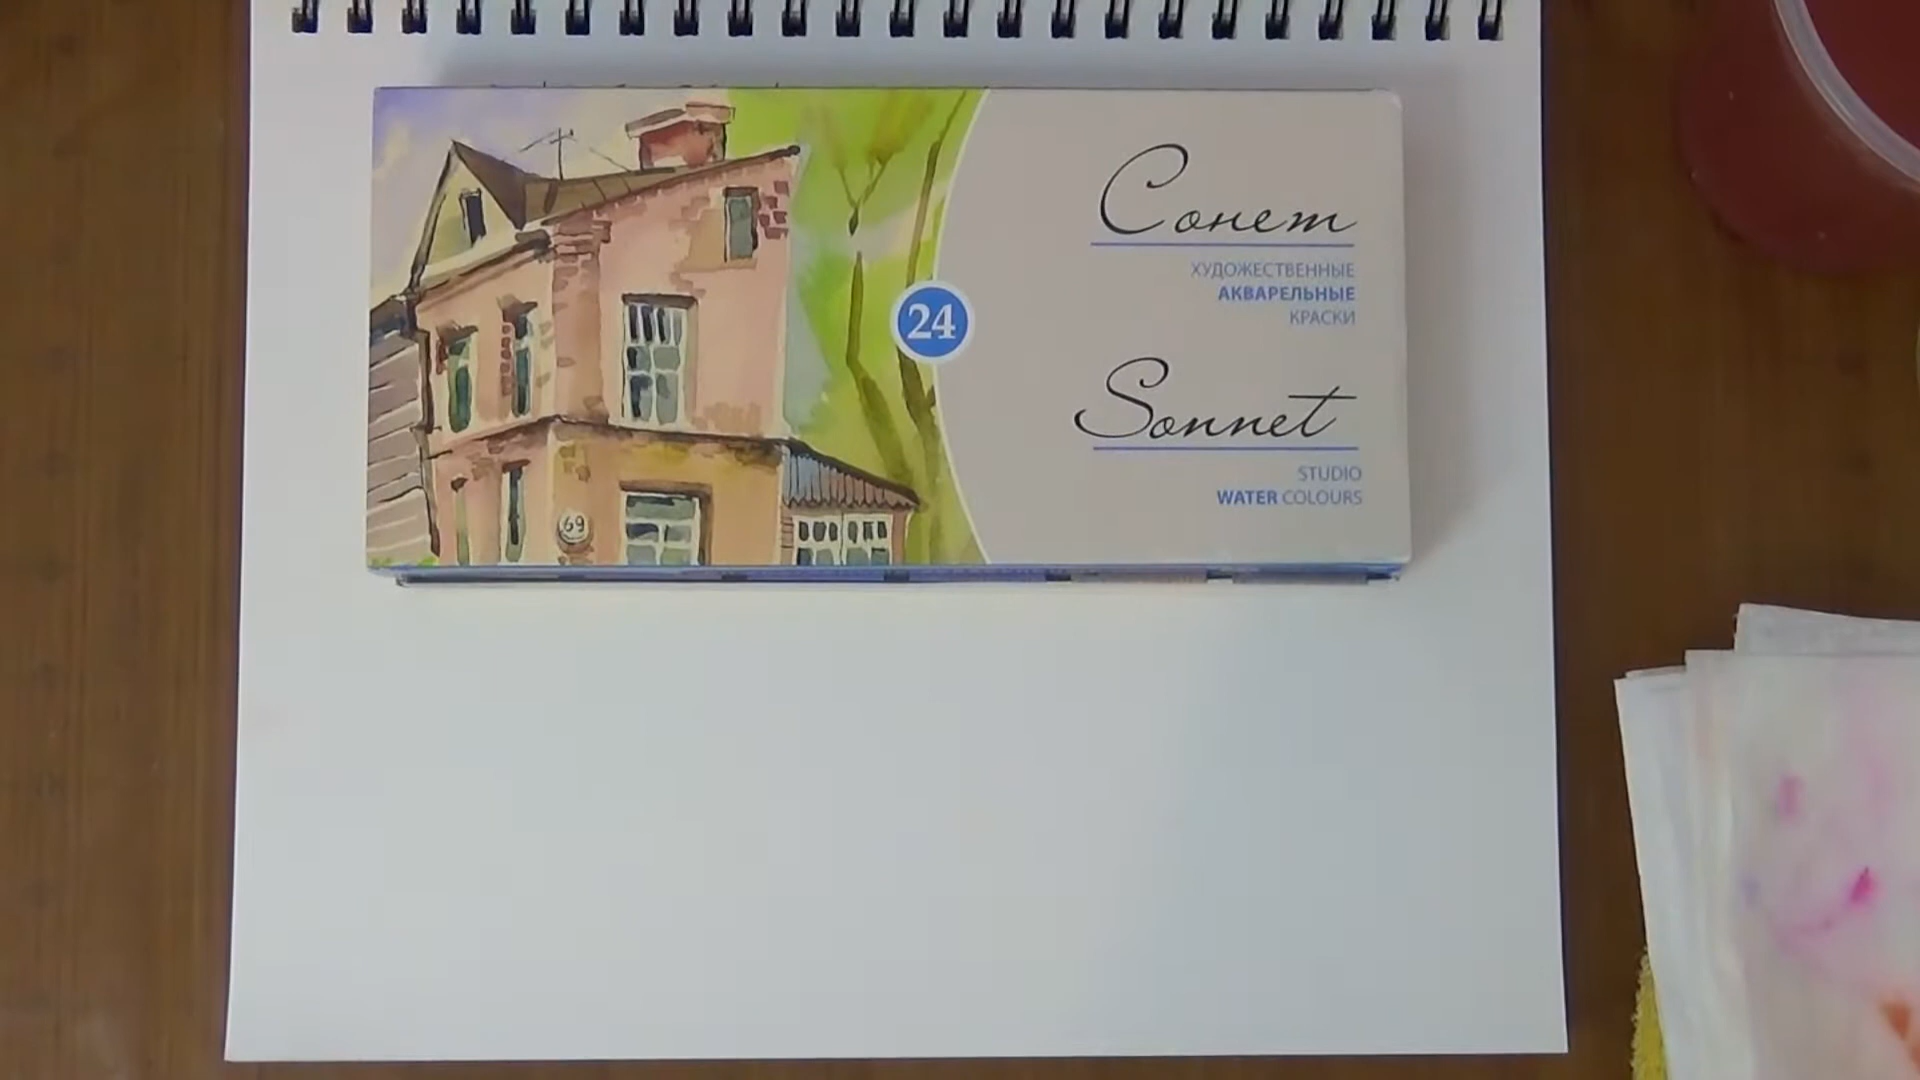 Сонет
ХУДОЖЕСТВЕННЫЕ
АКВАРЕЛЬНЫЕ
КРАСКИ
24
Sonnet
STUDIO
WATER COLOURS
69